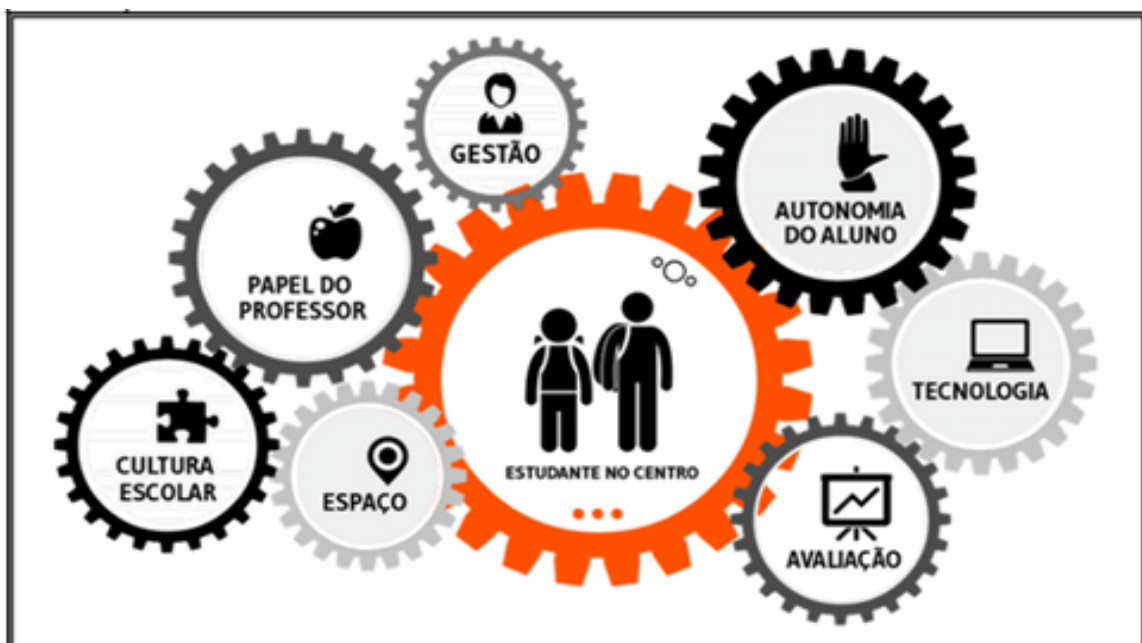 GESTÃO
AUTONOMIA
DO ALUNO
PAPEL DO
PROFESSOR
TECNOLOGIA
CULTURA
ESCOLAR
ESPAÇO
ESTUDANTE NO CENTRO
AVALIAÇÃO